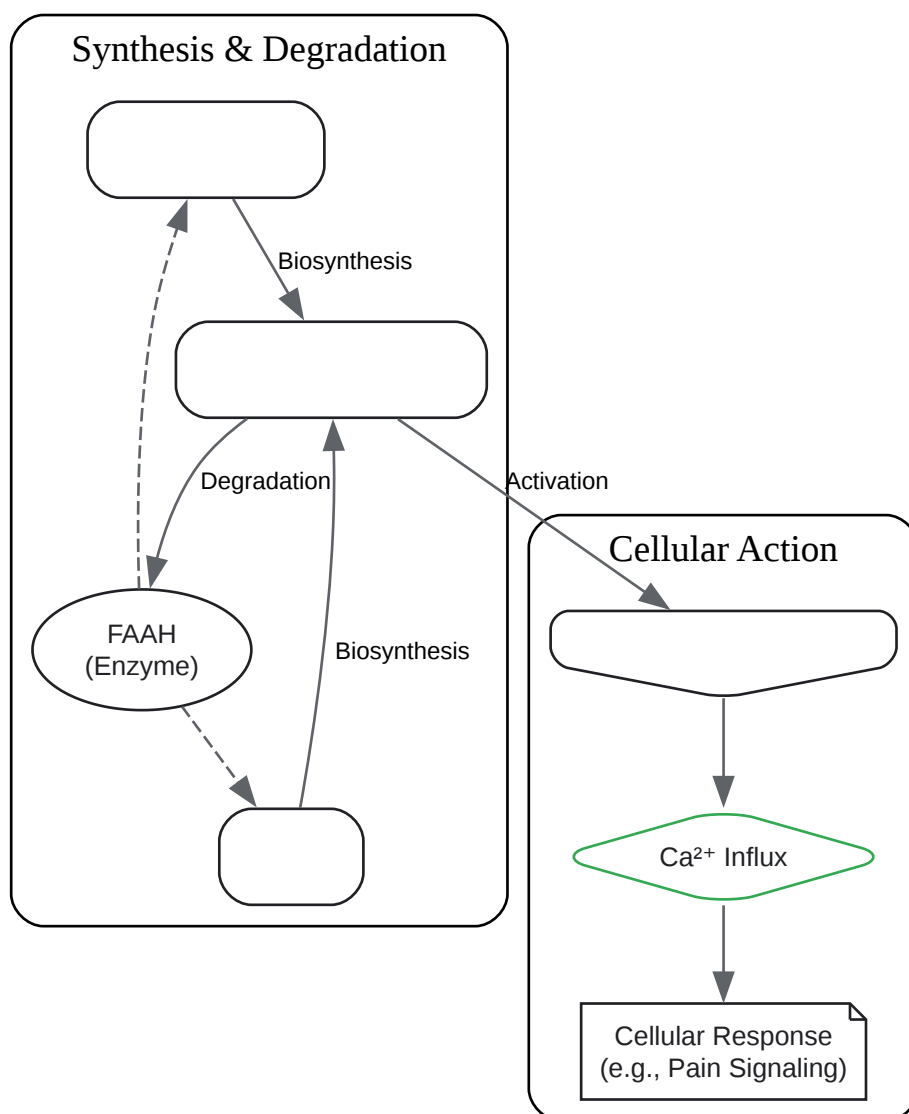 Synthesis & Degradation
Biosynthesis
Degradation
Activation
Cellular Action
FAAH
(Enzyme)
Biosynthesis
Ca²⁺ Influx
Cellular Response
(e.g., Pain Signaling)